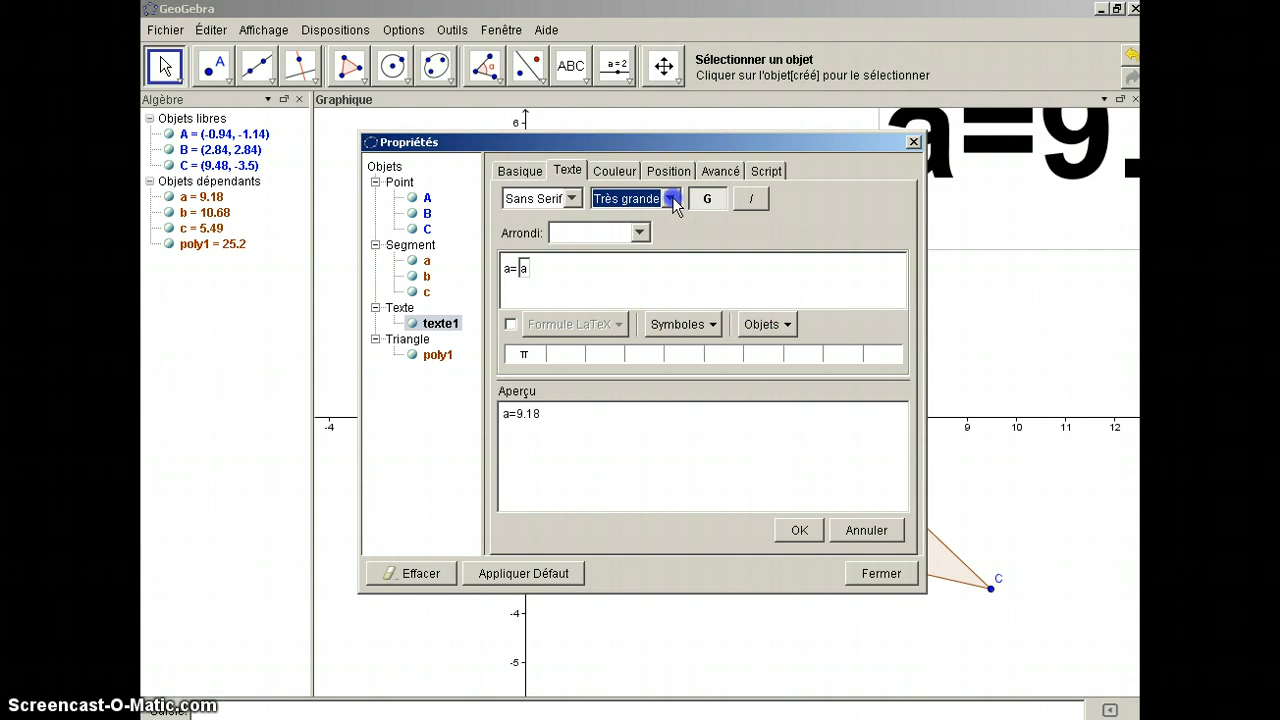 GeoGebra
Fichier Éditer Affichage Dispositions Options Outils Fenêtre Aide
A α ABC a=2
Sélectionner un objet
Cliquer sur l'objet[créé] pour le sélectionner
Algèbre
Graphique
Objets libres
A = (-0.94, -1.14)
B = (2.84, 2.84)
C = (9.48, -3.5)
Objets dépendants
a = 9.18
b = 10.68
c = 5.49
poly1 = 25.2
6
a=9.
Propriétés
Objets
Point
A
B
C
Segment
a
b
c
Texte
texte1
Triangle
poly1
Basique Texte Couleur Position Avancé Script
Sans Serif Très grande G I
Arrondi:
a= a
Formule LaTeX Symboles Objets
π
Aperçu
a=9.18
OK Annuler
Effacer Appliquer Défaut Fermer
-4 9 10 11 12
C
-4
-5
Screencast-O-Matic.com